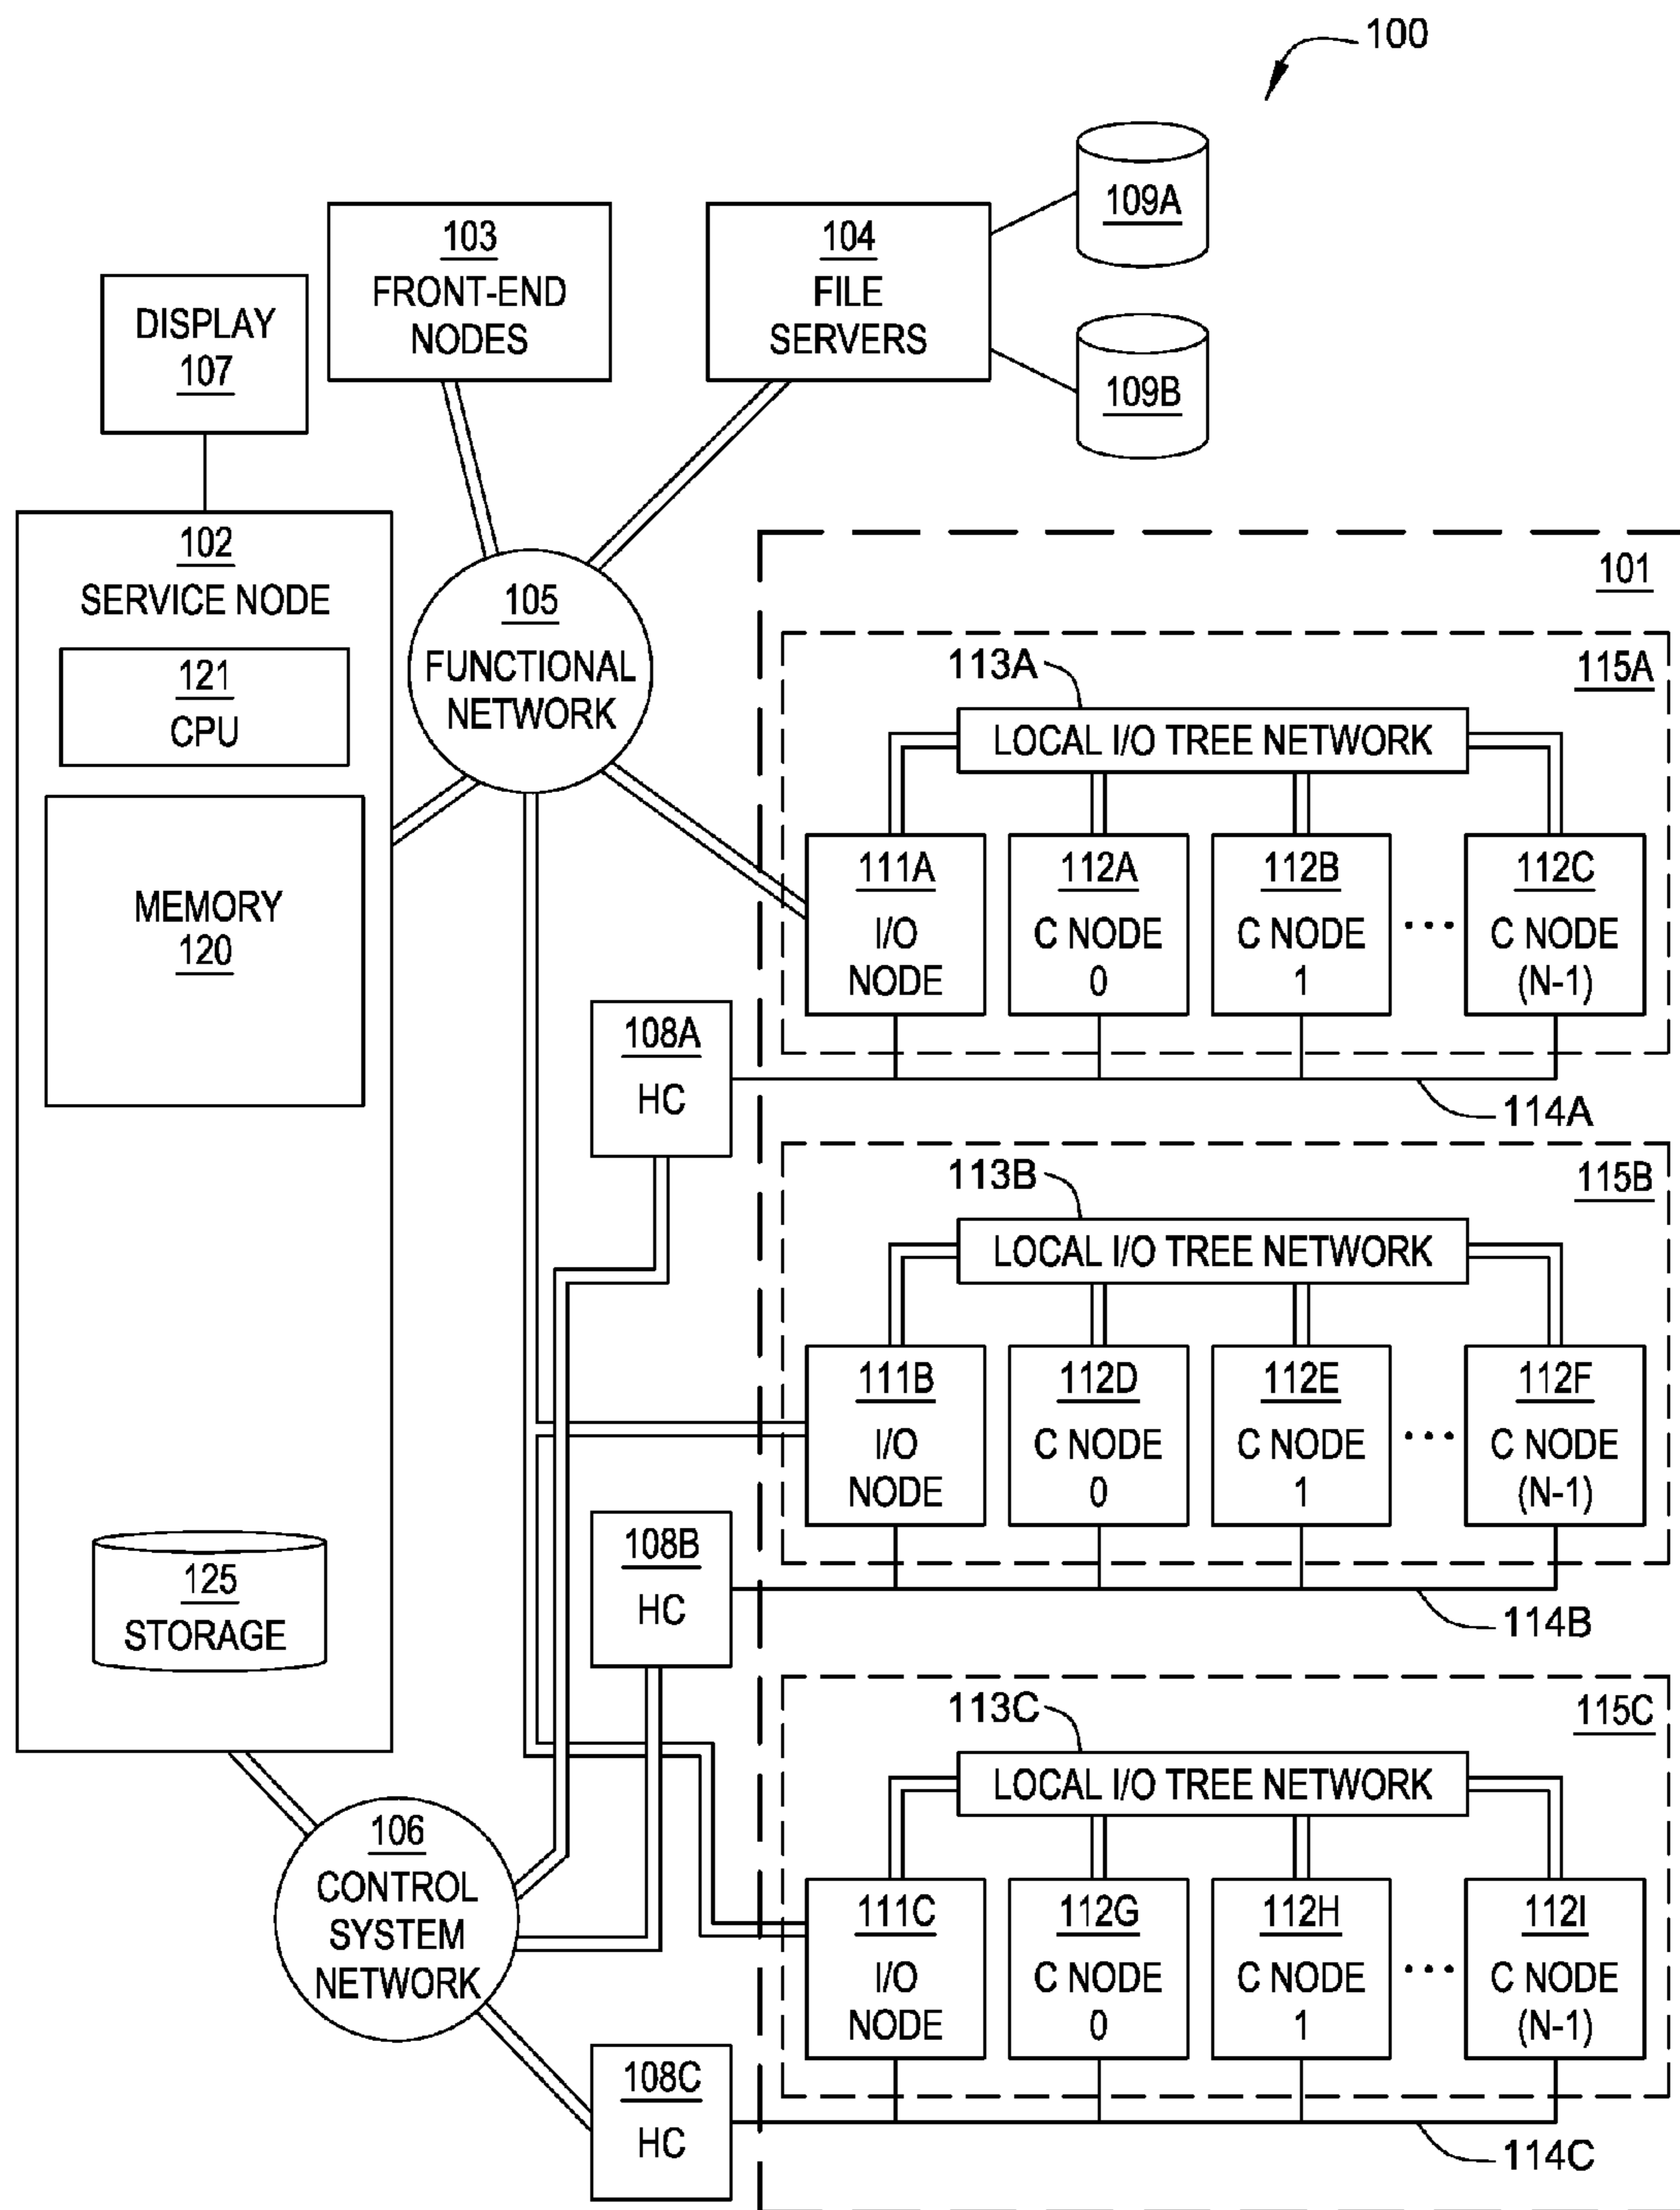 100
109A
109B
103
FRONT-END
NODES
104
FILE
SERVERS
DISPLAY
107
102
SERVICE NODE
121
CPU
MEMORY
120
125
STORAGE
105
FUNCTIONAL
NETWORK
106
CONTROL
SYSTEM
NETWORK
108A
HC
108B
HC
108C
HC
101
115A
113A
LOCAL I/O TREE NETWORK
111A
I/O
NODE
112A
C NODE
0
112B
C NODE
1
...
112C
C NODE
(N-1)
114A
115B
113B
LOCAL I/O TREE NETWORK
111B
I/O
NODE
112D
C NODE
0
112E
C NODE
1
...
112F
C NODE
(N-1)
114B
115C
113C
LOCAL I/O TREE NETWORK
111C
I/O
NODE
112G
C NODE
0
112H
C NODE
1
...
112I
C NODE
(N-1)
114C